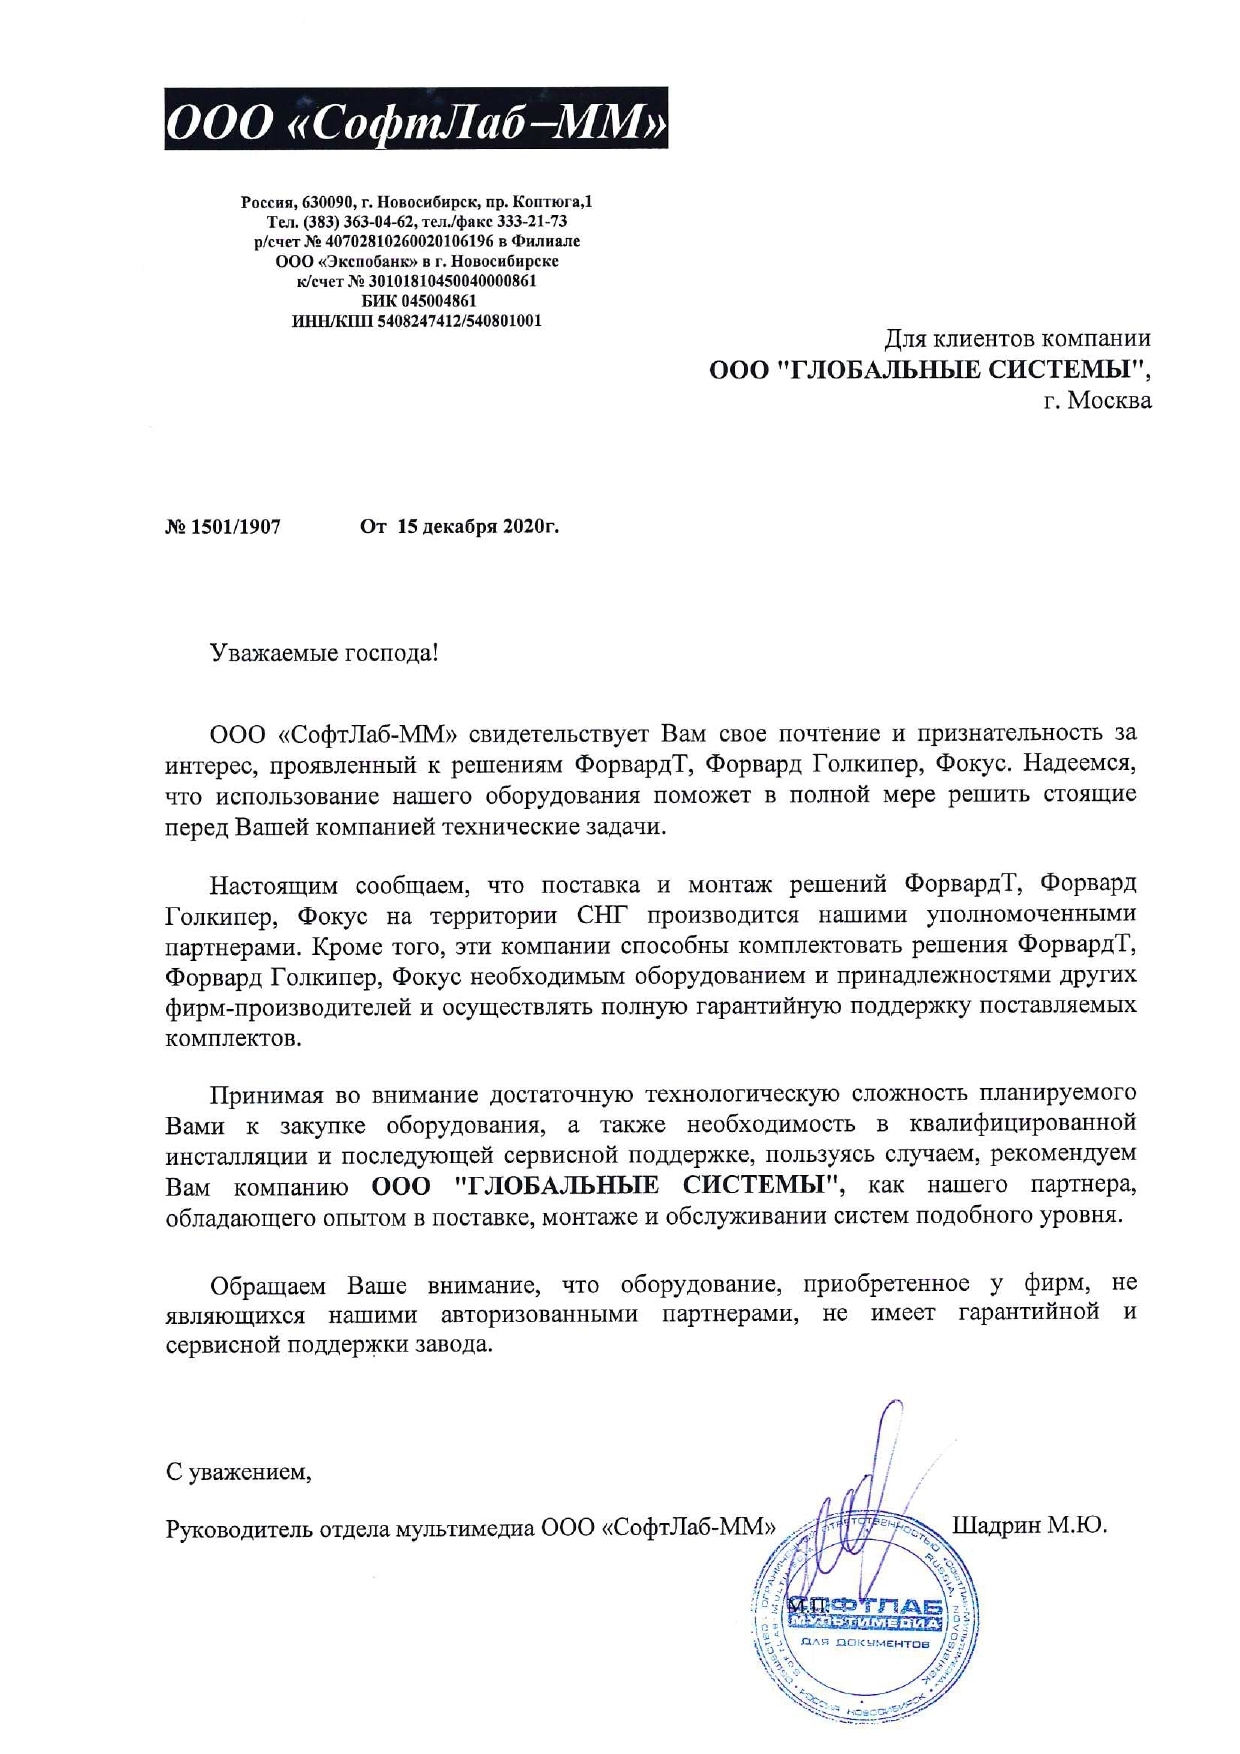 ООО «СофтЛаб–ММ»
Россия, 630090, г. Новосибирск, пр. Коптюга,1
Тел. (383) 363-04-62, тел./факс 333-21-73
р/счет № 40702810260020106196 в Филиале
ООО «Экспобанк» в г. Новосибирске
к/счет № 30101810450040000861
БИК 045004861
ИНН/КПП 5408247412/540801001
Для клиентов компании
ООО "ГЛОБАЛЬНЫЕ СИСТЕМЫ",
г. Москва
№ 1501/1907 От 15 декабря 2020г.
Уважаемые господа!
ООО «СофтЛаб-ММ» свидетельствует Вам свое почтение и признательность за
интерес, проявленный к решениям ФорвардТ, Форвард Голкипер, Фокус. Надеемся,
что использование нашего оборудования поможет в полной мере решить стоящие
перед Вашей компанией технические задачи.
Настоящим сообщаем, что поставка и монтаж решений ФорвардТ, Форвард
Голкипер, Фокус на территории СНГ производится нашими уполномоченными
партнерами. Кроме того, эти компании способны комплектовать решения ФорвардТ,
Форвард Голкипер, Фокус необходимым оборудованием и принадлежностями других
фирм-производителей и осуществлять полную гарантийную поддержку поставляемых
комплектов.
Принимая во внимание достаточную технологическую сложность планируемого
Вами к закупке оборудования, а также необходимость в квалифицированной
инсталляции и последующей сервисной поддержке, пользуясь случаем, рекомендуем
Вам компанию ООО "ГЛОБАЛЬНЫЕ СИСТЕМЫ", как нашего партнера,
обладающего опытом в поставке, монтаже и обслуживании систем подобного уровня.
Обращаем Ваше внимание, что оборудование, приобретенное у фирм, не
являющихся нашими авторизованными партнерами, не имеет гарантийной и
сервисной поддержки завода.
С уважением,
Руководитель отдела мультимедиа ООО «СофтЛаб-ММ» Шадрин М.Ю.
М.П.
СОФТЛАБ
МУЛЬТИМЕДИА
ДЛЯ ДОКУМЕНТОВ
РОССИЯ НОВОСИБИРСК
RUSSIA, NOVOSIBIRSK